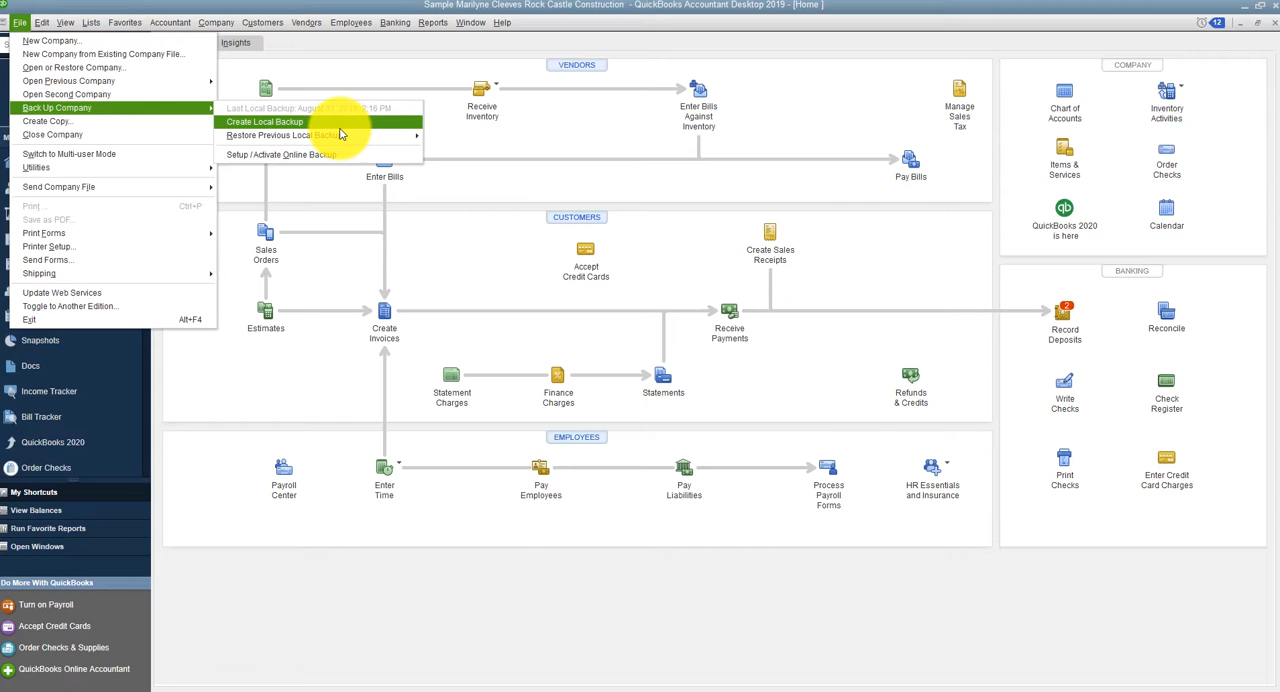 Sample Marilyne Cleeves Rock Castle Construction - QuickBooks Accountant Desktop 2019 - [Home ]
File Edit View Lists Favorites Accountant Company Customers Vendors Employees Banking Reports Window Help
12
New Company...
New Company from Existing Company File...
Open or Restore Company...
Open Previous Company
Open Second Company
Back Up Company
Create Copy...
Close Company
Switch to Multi-user Mode
Utilities
Send Company File
Print ... Ctrl+P
Save as PDF...
Print Forms
Printer Setup...
Send Forms...
Shipping
Update Web Services
Toggle to Another Edition...
Exit Alt+F4
Last Local Backup: August
2:16 PM
Create Local Backup
Restore Previous Local Backup
Setup / Activate Online Backup
Insights
VENDORS
Receive
Inventory
Enter Bills
Against
Inventory
Manage
Sales
Tax
Enter Bills
Pay Bills
CUSTOMERS
Sales
Orders
Accept
Credit Cards
Create Sales
Receipts
Estimates
Create
Invoices
Receive
Payments
Statement
Charges
Finance
Charges
Statements
Refunds
& Credits
EMPLOYEES
Payroll
Center
Enter
Time
Pay
Employees
Pay
Liabilities
Process
Payroll
Forms
HR Essentials
and Insurance
COMPANY
Chart of
Accounts
Inventory
Activities
Items &
Services
Order
Checks
qb
QuickBooks 2020
is here
Calendar
BANKING
2
Record
Deposits
Reconcile
Write
Checks
Check
Register
Print
Checks
Enter Credit
Card Charges
Snapshots
Docs
Income Tracker
Bill Tracker
QuickBooks 2020
Order Checks
My Shortcuts
View Balances
Run Favorite Reports
Open Windows
Do More With QuickBooks
Turn on Payroll
Accept Credit Cards
Order Checks & Supplies
QuickBooks Online Accountant